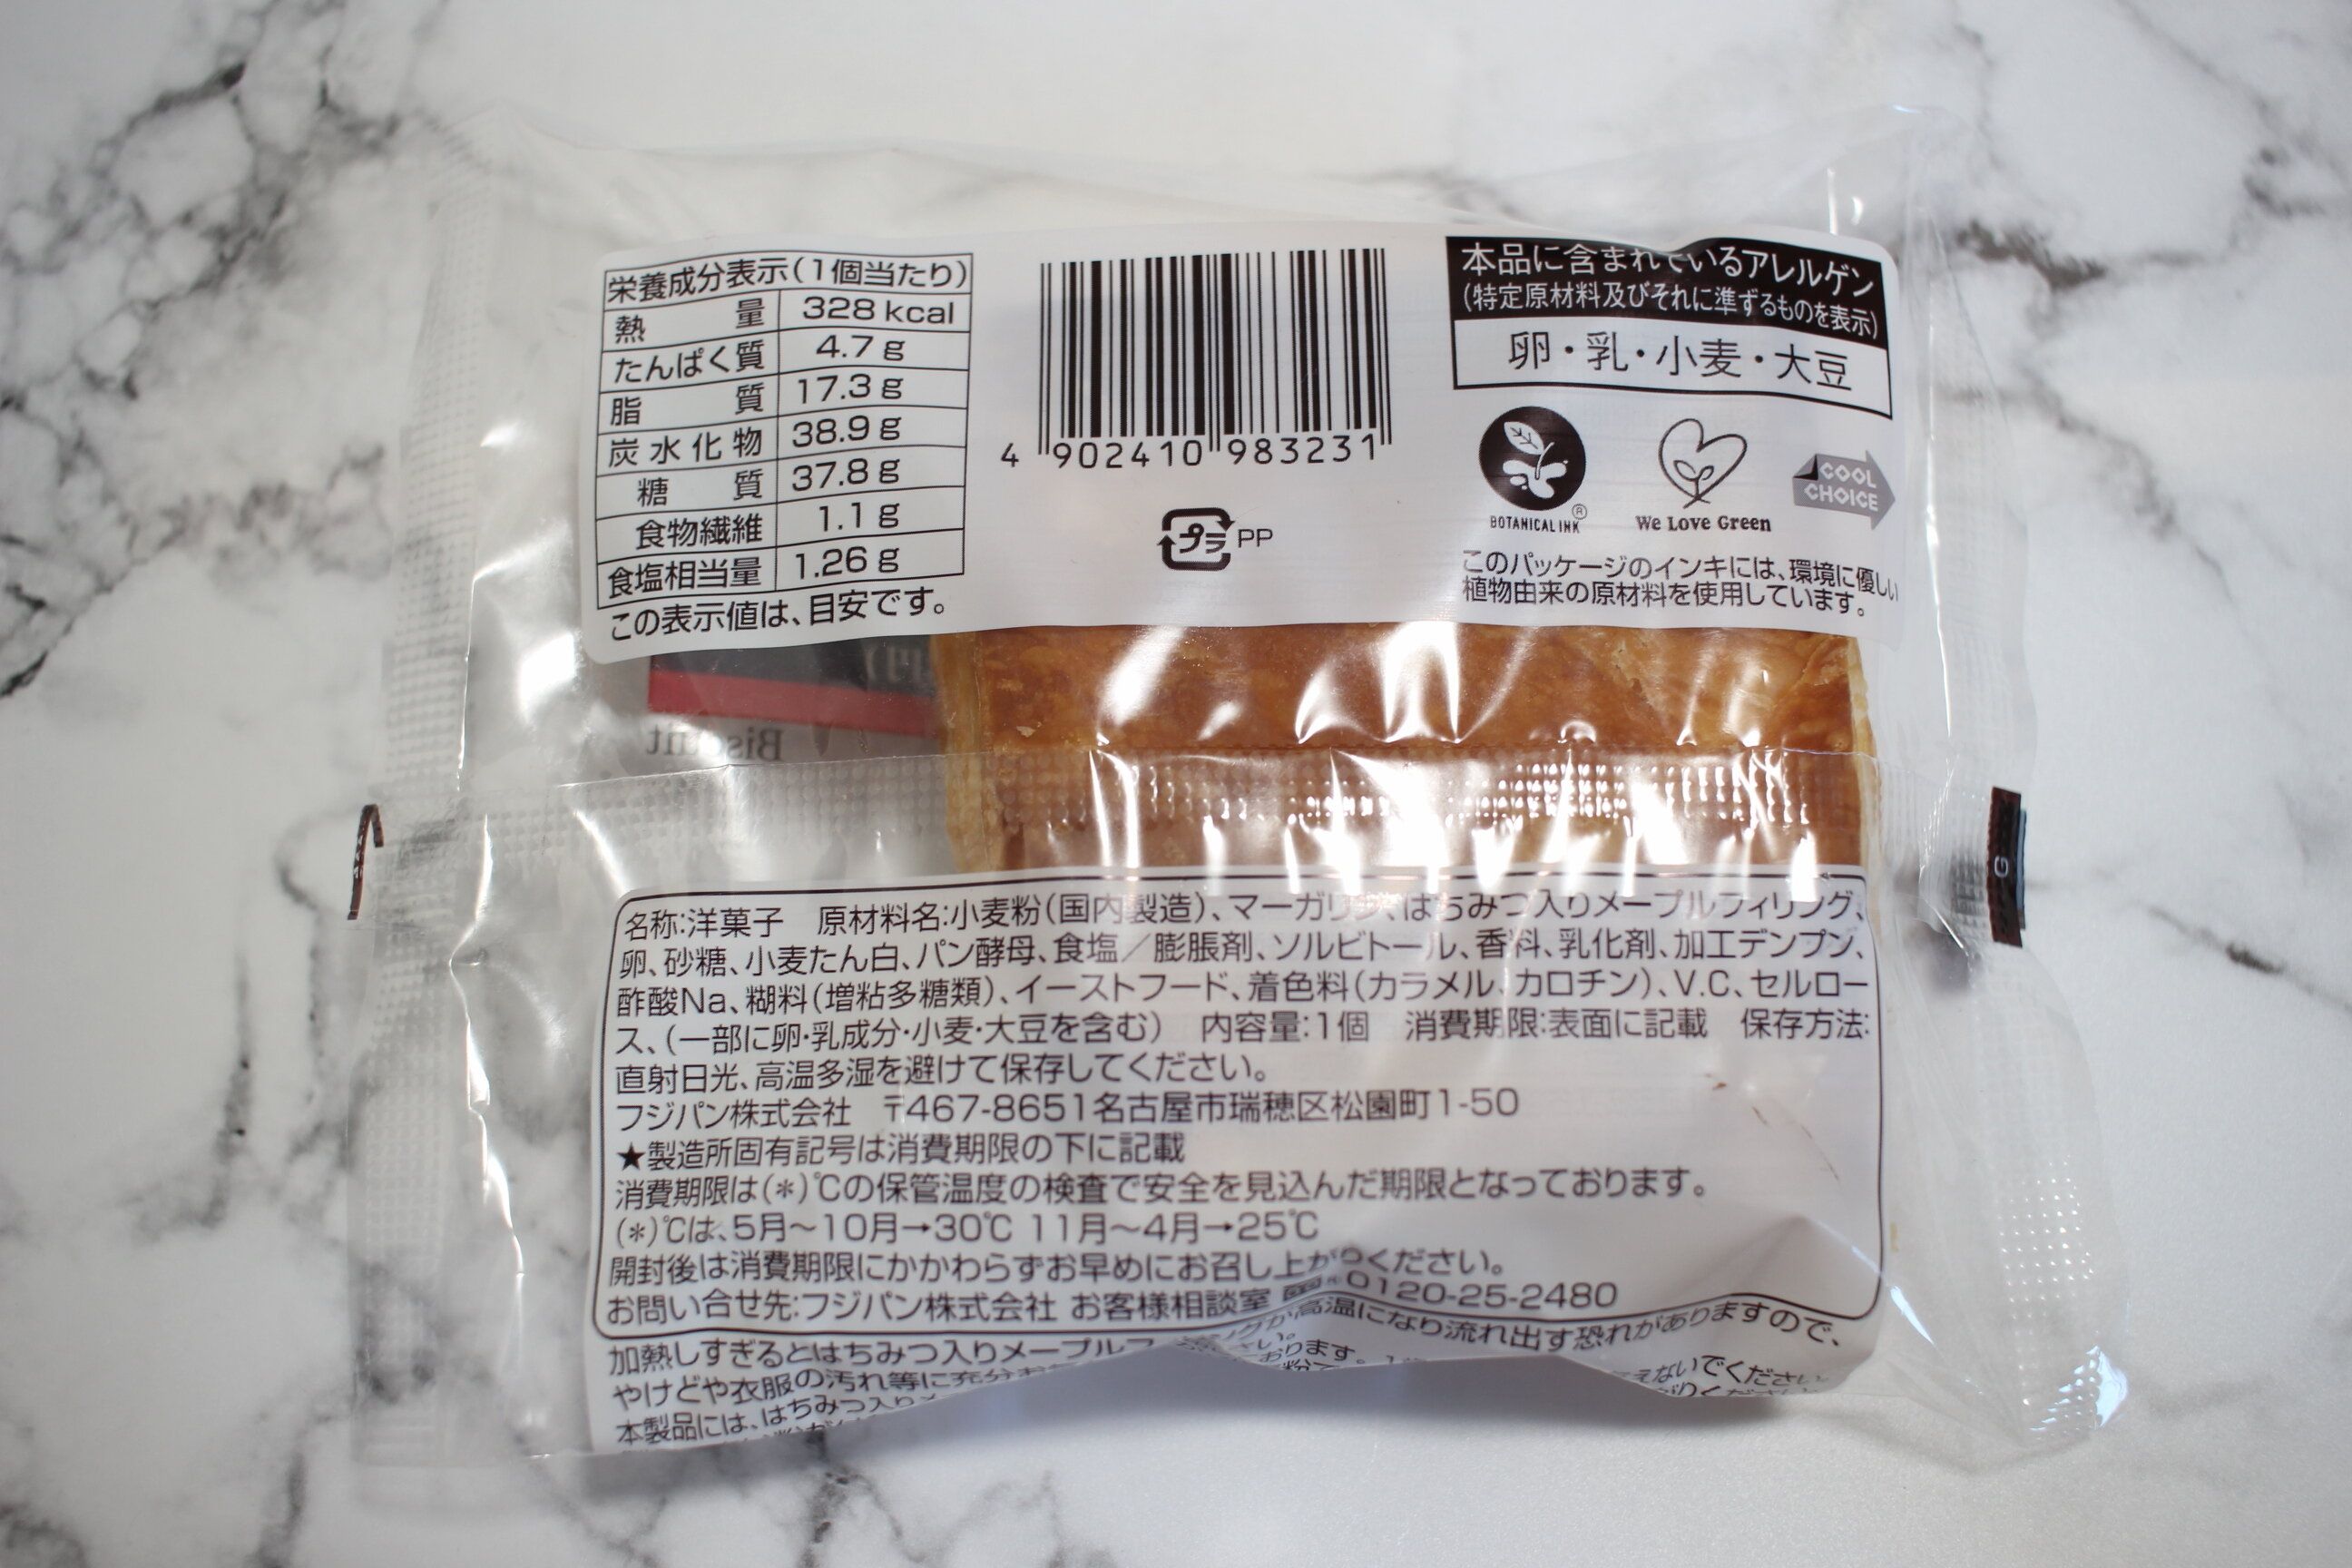 栄養成分表示(1個当たり)
熱量 328 kcal
たんぱく質 4.7 g
脂質 17.3 g
炭水化物 38.9 g
糖質 37.8 g
食物繊維 1.1 g
食塩相当量 1.26 g
この表示値は、目安です。
4 902410 983231
プラ PP
本品に含まれているアレルゲン
(特定原材料及びそれに準ずるものを表示)
卵・乳・小麦・大豆
BOTANICAL INK ®
We Love Green
COOL
CHOICE
このパッケージのインキには、環境に優しい
植物由来の原材料を使用しています。
名称:洋菓子 原材料名:小麦粉(国内製造)、マーガリン、はちみつ入りメープルフィリング、
卵、砂糖、小麦たん白、パン酵母、食塩/膨脹剤、ソルビトール、香料、乳化剤、加工デンプン、
酢酸Na、糊料(増粘多糖類)、イーストフード、着色料(カラメル、カロチン)、V.C、セルロー
ス、(一部に卵・乳成分・小麦・大豆を含む) 内容量:1個 消費期限:表面に記載 保存方法:
直射日光、高温多湿を避けて保存してください。
フジパン株式会社 〒467-8651名古屋市瑞穂区松園町1-50
★製造所固有記号は消費期限の下に記載
消費期限は(*)℃の保管温度の検査で安全を見込んだ期限となっております。
(*)℃は、5月～10月→30℃ 11月～4月→25℃
開封後は消費期限にかかわらずお早めにお召し上がりください。
お問い合せ先:フジパン株式会社 お客様相談室 0120-25-2480
加熱しすぎるとはちみつ入りメープルフ 高温になり流れ出す恐れがありますので、
やけどや衣服の汚れ等に充分
本製品には、はちみつ入り